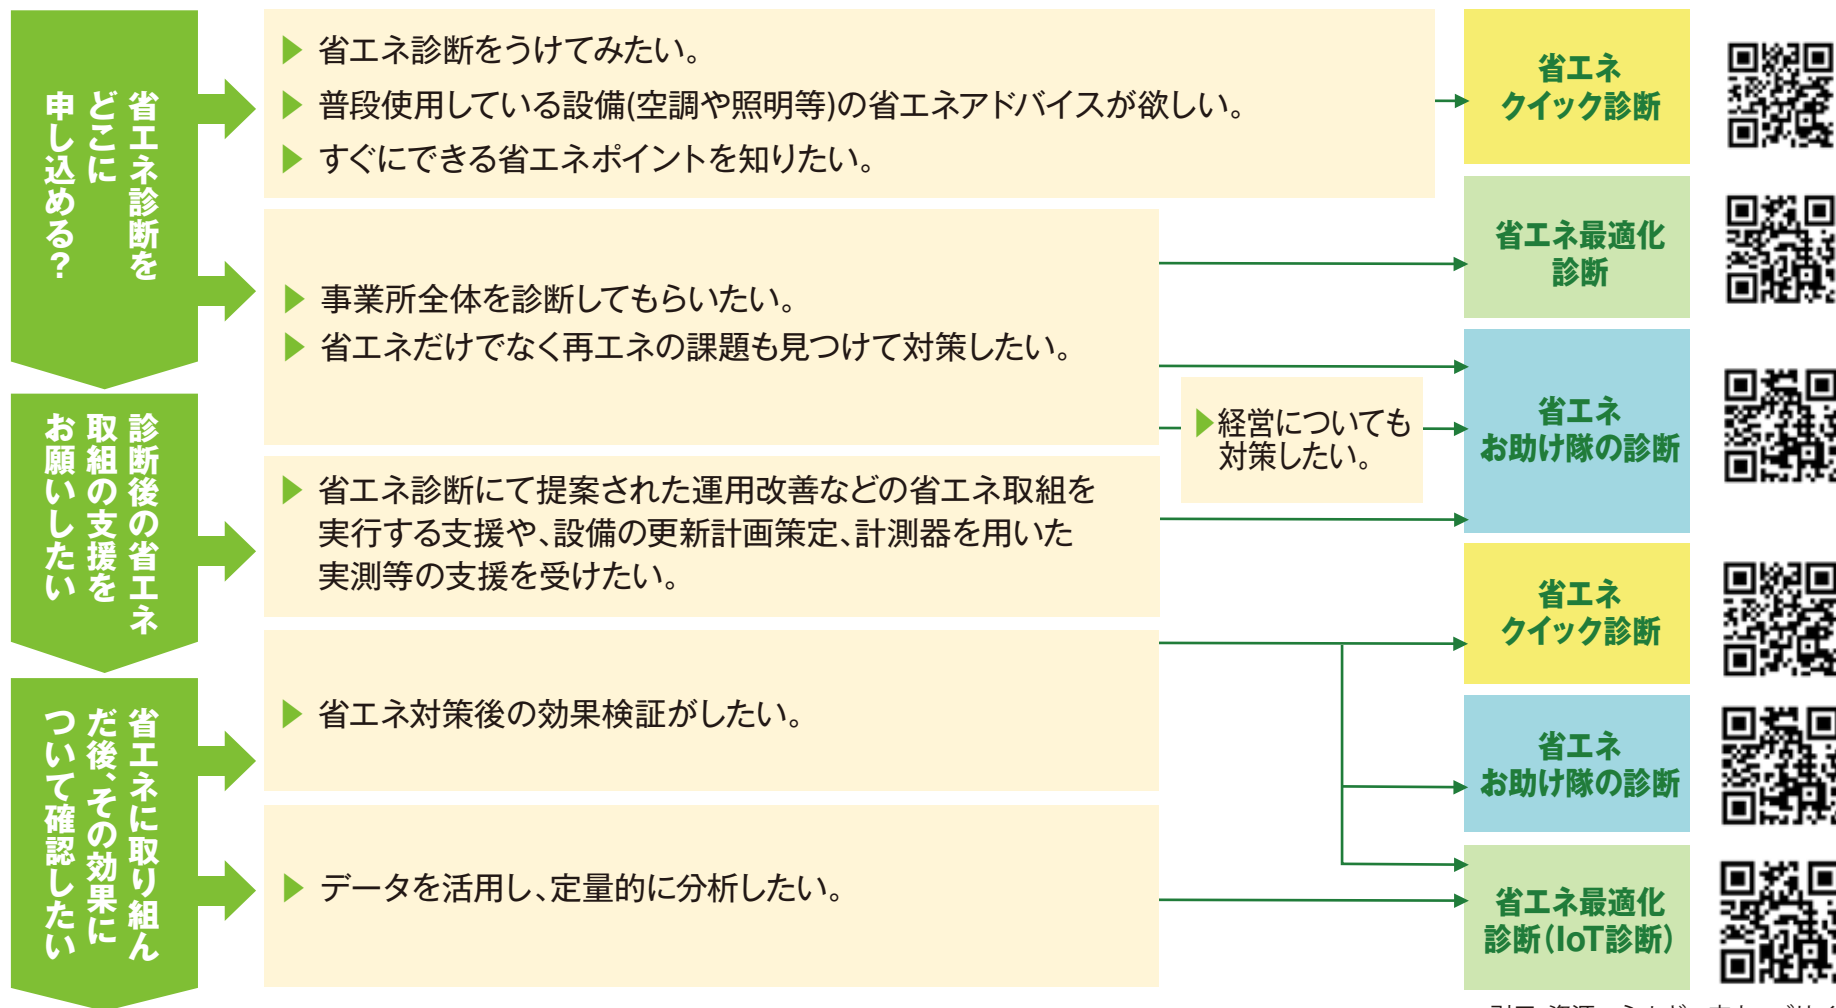 省エネ診断を
どこに
申し込める？
▶ 省エネ診断をうけてみたい。
▶ 普段使用している設備(空調や照明等)の省エネアドバイスが欲しい。
▶ すぐにできる省エネポイントを知りたい。
省エネ
クイック診断
▶ 事業所全体を診断してもらいたい。
▶ 省エネだけでなく再エネの課題も見つけて対策したい。
省エネ最適化
診断
▶経営についても
対策したい。
省エネ
お助け隊の診断
診断後の省エネ
取組の支援を
お願いしたい
▶ 省エネ診断にて提案された運用改善などの省エネ取組を
実行する支援や、設備の更新計画策定、計測器を用いた
実測等の支援を受けたい。
省エネに取り組ん
だ後、その効果に
ついて確認したい
▶ 省エネ対策後の効果検証がしたい。
省エネ
クイック診断
省エネ
お助け隊の診断
▶ データを活用し、定量的に分析したい。
省エネ最適化
診断（IoT診断）